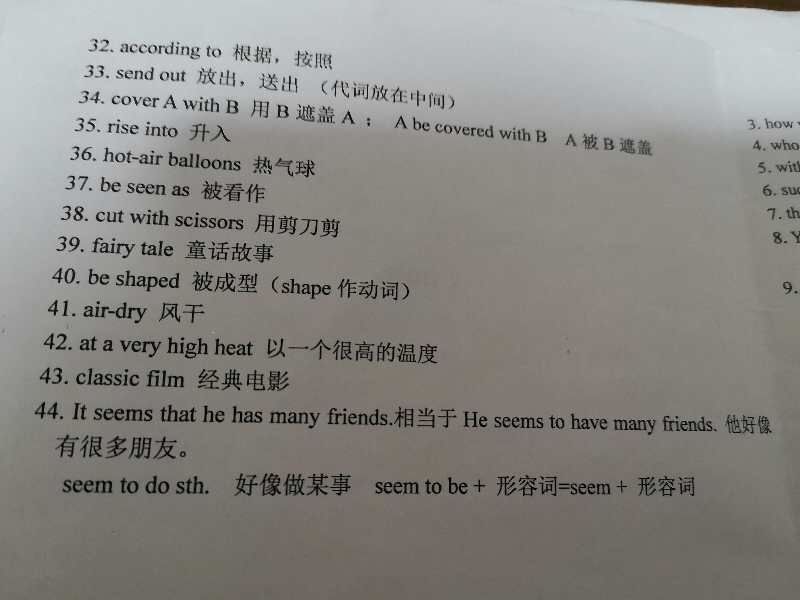 32. according to 根据，按照
33. send out 放出，送出 （代词放在中间）
34. cover A with B 用 B 遮盖 A ； A be covered with B A 被 B 遮盖
35. rise into 升入
36. hot-air balloons 热气球
37. be seen as 被看作
38. cut with scissors 用剪刀剪
39. fairy tale 童话故事
40. be shaped 被成型（shape 作动词）
41. air-dry 风干
42. at a very high heat 以一个很高的温度
43. classic film 经典电影
44. It seems that he has many friends.相当于 He seems to have many friends. 他好像
有很多朋友。
seem to do sth. 好像做某事 seem to be + 形容词=seem + 形容词
3. how
4. who
5.
6.
7.
8.
9.